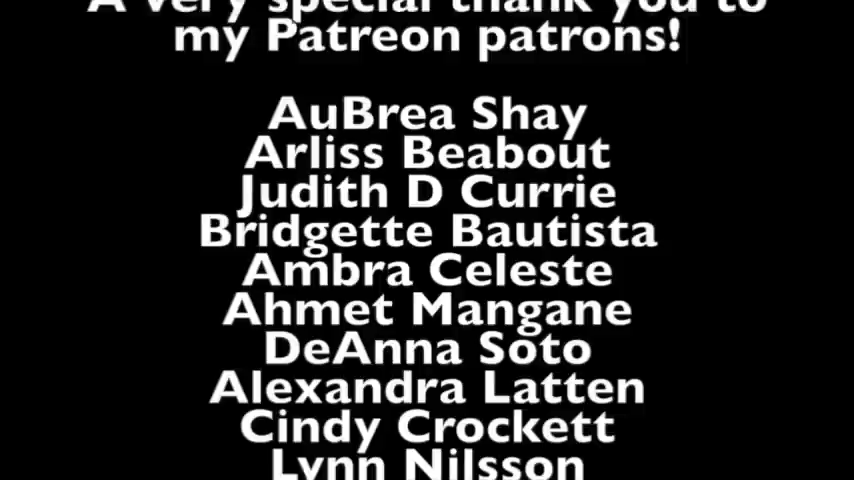 A very special thank you to
my Patreon patrons!
AuBrea Shay
Arliss Beabout
Judith D Currie
Bridgette Bautista
Ambra Celeste
Ahmet Mangane
DeAnna Soto
Alexandra Latten
Cindy Crockett
Lynn Nilsson